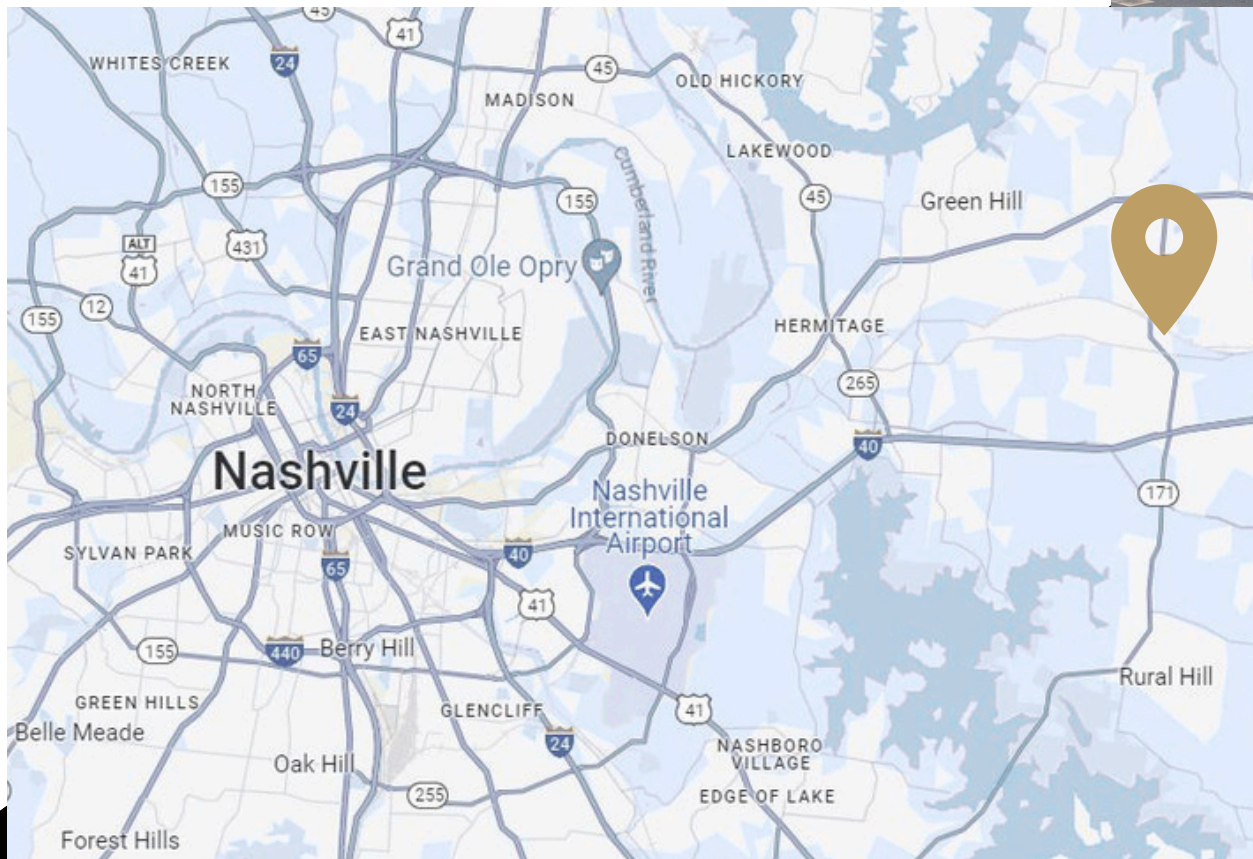 45
41
WHITES CREEK
24
45
OLD HICKORY
MADISON
LAKEWOOD
Cumberland River
155
155
45
Green Hill
ALT
41
431
Grand Ole Opry
12
155
EAST NASHVILLE
HERMITAGE
65
265
NORTH
NASHVILLE
24
DONELSON
40
Nashville
Nashville
International
Airport
171
MUSIC ROW
SYLVAN PARK
40
65
41
155
440
Berry Hill
Rural Hill
GREEN HILLS
GLENCLIFF
41
Belle Meade
24
NASHBORO
VILLAGE
Oak Hill
255
EDGE OF LAKE
Forest Hills